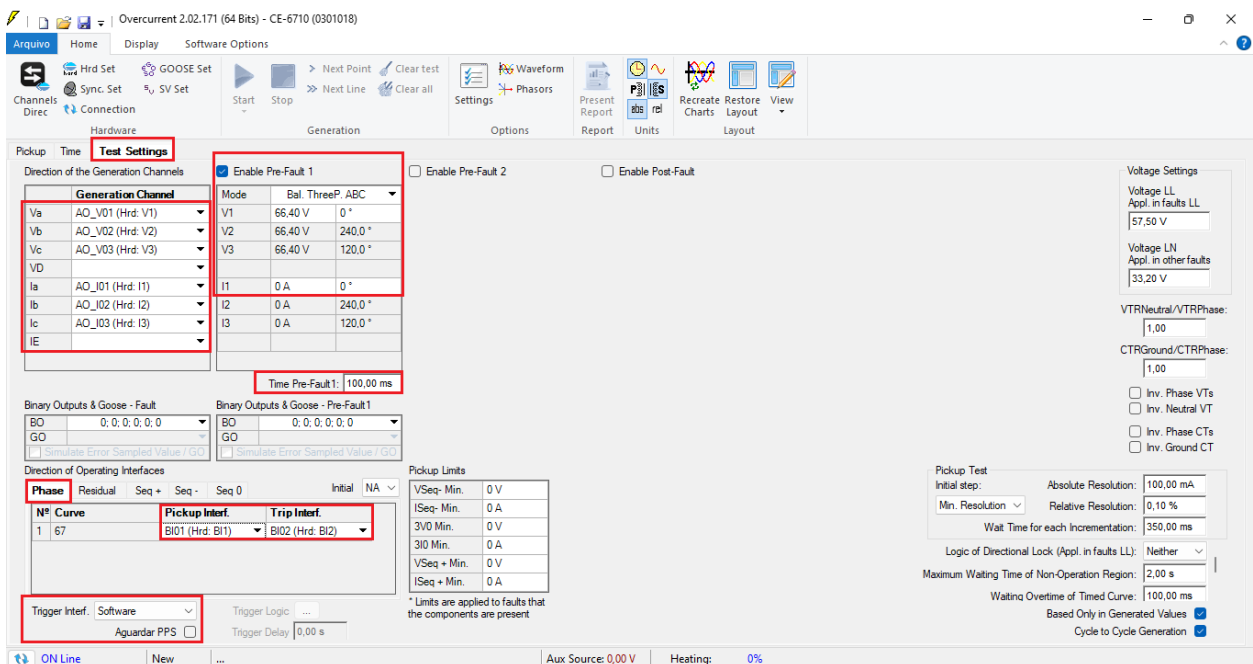 Overcurrent 2.02.171 (64 Bits) - CE-6710 (0301018)
Arquivo Home Display Software Options
Channels Direc
Hrd Set
GOOSE Set
Sync. Set
SV Set
Connection
Hardware
Start
Stop
Next Point
Clear test
Next Line
Clear all
Generation
Settings
Waveform
Phasors
Options
Present Report
Report
abs rel
Units
Recreate Charts
Restore Layout
View
Layout
Pickup Time Test Settings
Direction of the Generation Channels
Generation Channel
Va AO_V01 (Hrd: V1)
Vb AO_V02 (Hrd: V2)
Vc AO_V03 (Hrd: V3)
VD
Ia AO_I01 (Hrd: I1)
Ib AO_I02 (Hrd: I2)
Ic AO_I03 (Hrd: I3)
IE
Enable Pre-Fault 1
Mode Bal. ThreeP. ABC
V1 66,40 V 0 °
V2 66,40 V 240,0 °
V3 66,40 V 120,0 °
I1 0 A 0 °
I2 0 A 240,0 °
I3 0 A 120,0 °
Time Pre-Fault1: 100,00 ms
Enable Pre-Fault 2
Enable Post-Fault
Voltage Settings
Voltage LL
Appl. in faults LL
57,50 V
Voltage LN
Appl. in other faults
33,20 V
VTRNeutral/VTRPhase:
1,00
CTRGround/CTRPhase:
1,00
Inv. Phase VTs
Inv. Neutral VT
Inv. Phase CTs
Inv. Ground CT
Binary Outputs & Goose - Fault
BO 0; 0; 0; 0; 0; 0
GO
Simulate Error Sampled Value / GO
Binary Outputs & Goose - Pre-Fault1
BO 0; 0; 0; 0; 0; 0
GO
Simulate Error Sampled Value / GO
Direction of Operating Interfaces
Phase Residual Seq + Seq - Seq 0
Initial NA
Nº Curve Pickup Interf. Trip Interf.
1 67 BI01 (Hrd: BI1) BI02 (Hrd: BI2)
Trigger Interf. Software
Aguardar PPS
Trigger Logic ...
Trigger Delay 0,00 s
Pickup Limits
VSeq- Min. 0 V
ISeq- Min. 0 A
3V0 Min. 0 V
3I0 Min. 0 A
VSeq + Min. 0 V
ISeq + Min. 0 A
* Limits are applied to faults that
the components are present
Pickup Test
Initial step:
Min. Resolution
Absolute Resolution: 100,00 mA
Relative Resolution: 0,10 %
Wait Time for each Incrementation: 350,00 ms
Logic of Directional Lock (Appl. in faults LL): Neither
Maximum Waiting Time of Non-Operation Region: 2,00 s
Waiting Overtime of Timed Curve: 100,00 ms
Based Only in Generated Values
Cycle to Cycle Generation
ON Line New ... Aux Source: 0,00 V Heating: 0%